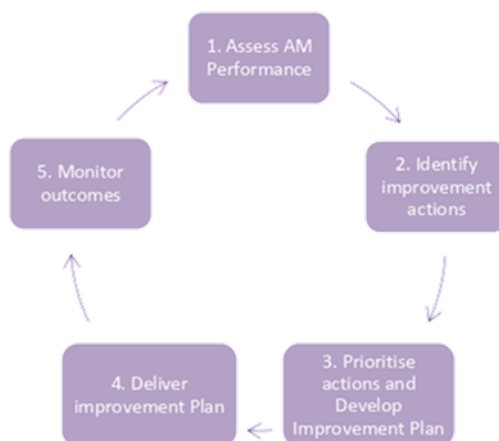 1. Assess AM
Performance
2. Identify
improvement
actions
3. Prioritise
actions and
Develop
Improvement Plan
4. Deliver
improvement Plan
5. Monitor
outcomes